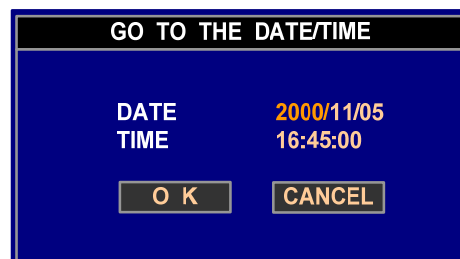 GO TO THE DATE/TIME
DATE 2000/11/05
TIME 16:45:00
O K CANCEL